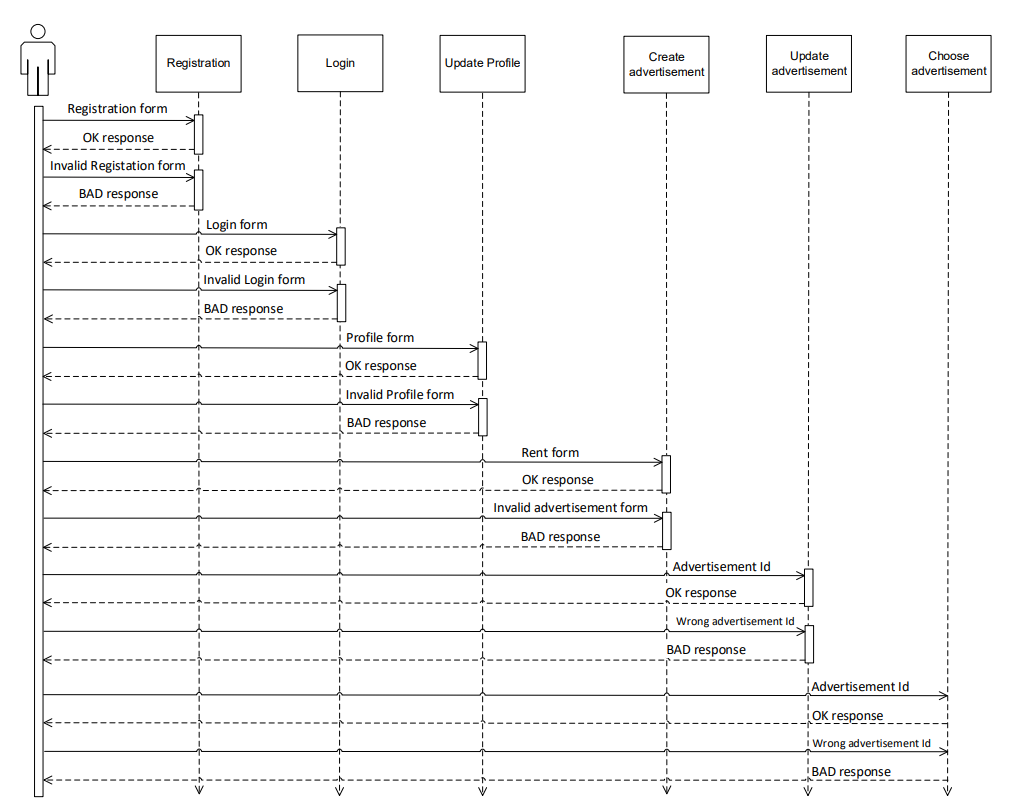 Registration
Login
Update Profile
Create
advertisement
Update
advertisement
Choose
advertisement
Registration form
OK response
Invalid Registation form
BAD response
Login form
OK response
Invalid Login form
BAD response
Profile form
OK response
Invalid Profile form
BAD response
Rent form
OK response
Invalid advertisement form
BAD response
Advertisement Id
OK response
Wrong advertisement Id
BAD response
Advertisement Id
OK response
Wrong advertisement Id
BAD response